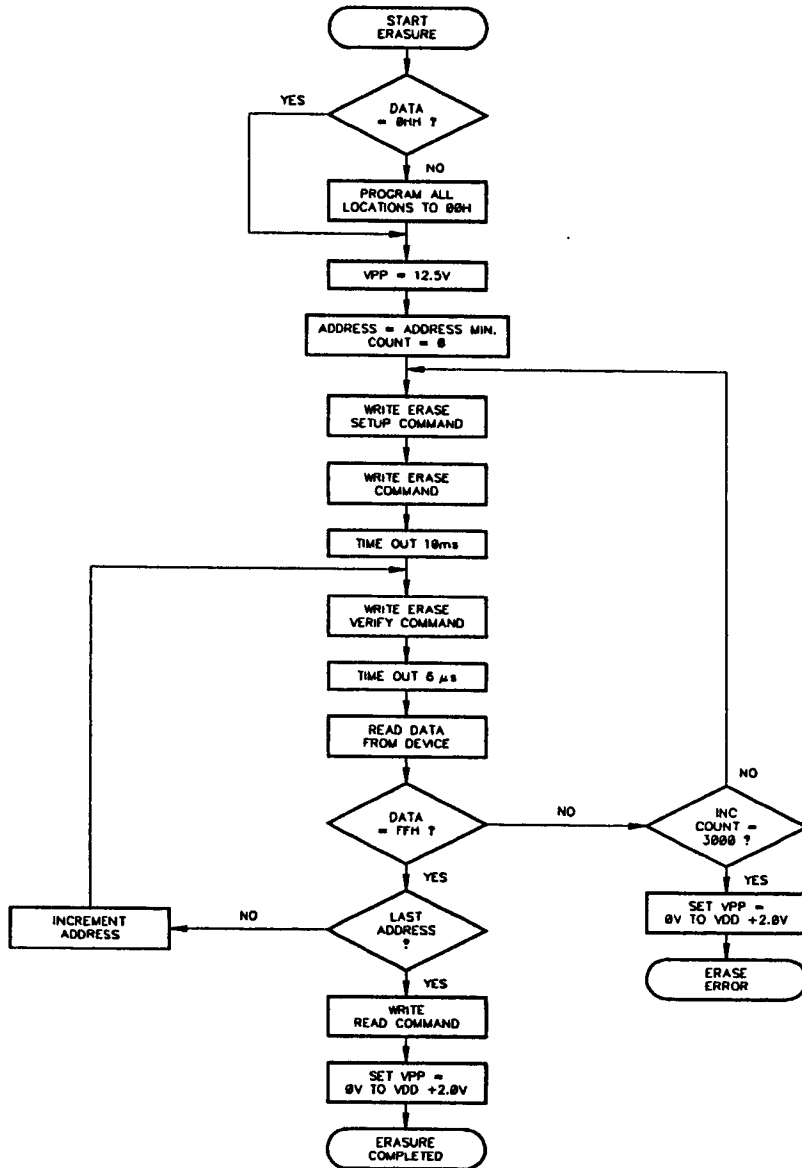 START
ERASURE
YES
DATA
= 0HH ?
NO
PROGRAM ALL
LOCATIONS TO 00H
VPP = 12.5V
ADDRESS = ADDRESS MIN.
COUNT = 0
WRITE ERASE
SETUP COMMAND
WRITE ERASE
COMMAND
TIME OUT 10ms
WRITE ERASE
VERIFY COMMAND
TIME OUT 6 µs
READ DATA
FROM DEVICE
DATA
= FFH ?
NO
INC
COUNT =
3000 ?
NO
YES
YES
SET VPP =
0V TO VDD +2.0V
ERASE
ERROR
LAST
ADDRESS
?
NO
INCREMENT
ADDRESS
YES
WRITE
READ COMMAND
SET VPP =
0V TO VDD +2.0V
ERASURE
COMPLETED